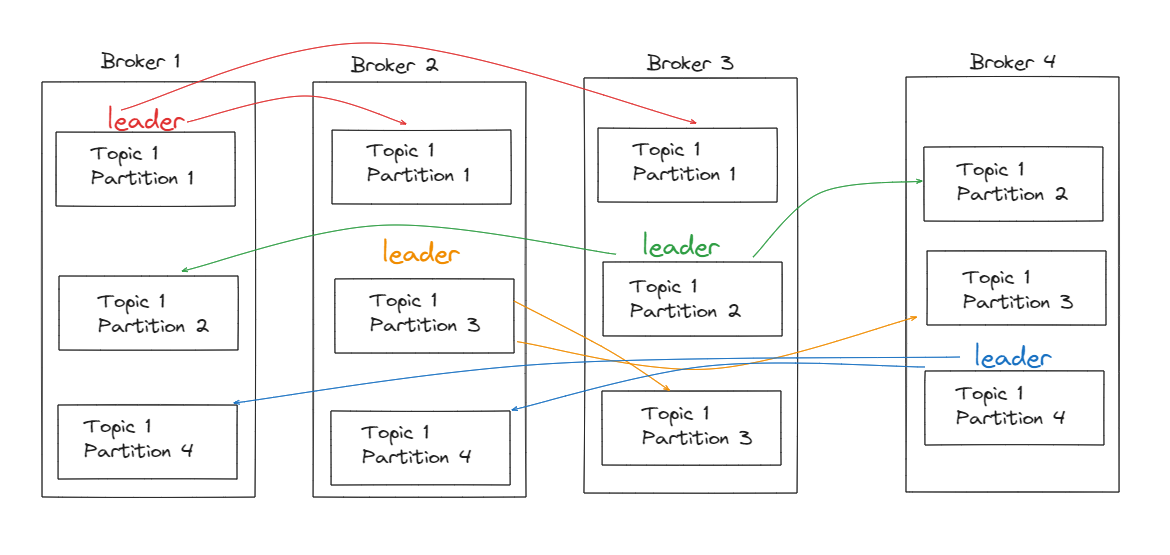 Broker 1
leader
Topic 1
Partition 1
Topic 1
Partition 2
Topic 1
Partition 4
Broker 2
Topic 1
Partition 1
leader
Topic 1
Partition 3
Topic 1
Partition 4
Broker 3
Topic 1
Partition 1
leader
Topic 1
Partition 2
Topic 1
Partition 3
Broker 4
Topic 1
Partition 2
Topic 1
Partition 3
leader
Topic 1
Partition 4